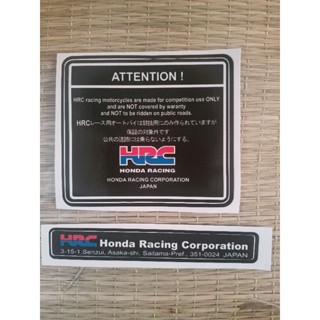 ATTENTION !
HRC racing motorcycles are made for competition use ONLY
and are NOT covered by waranty
and NOT to be ridden on public roads.
HRCレース用オートバイは競技用にのみ作られていますが
保証の対象外です
公共の道路には乗らないようにする。
HRC
HONDA RACING
HONDA RACING CORPORATION
JAPAN
HRC Honda Racing Corporation
3-15-1.Senzui, Asaka-shi, Saitama-Pref., 351-0024 JAPAN